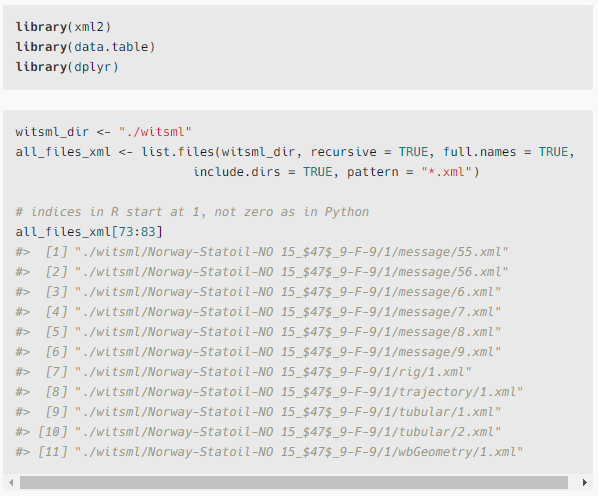 library(xml2)
library(data.table)
library(dplyr)
witsml_dir <- "./witsml"
all_files_xml <- list.files(witsml_dir, recursive = TRUE, full.names = TRUE,
                        include.dirs = TRUE, pattern = "*.xml")
# indices in R start at 1, not zero as in Python
all_files_xml[73:83]
#>  [1] "./witsml/Norway-Statoil-NO 15_$47$_9-F-9/1/message/55.xml"
#>  [2] "./witsml/Norway-Statoil-NO 15_$47$_9-F-9/1/message/56.xml"
#>  [3] "./witsml/Norway-Statoil-NO 15_$47$_9-F-9/1/message/6.xml"
#>  [4] "./witsml/Norway-Statoil-NO 15_$47$_9-F-9/1/message/7.xml"
#>  [5] "./witsml/Norway-Statoil-NO 15_$47$_9-F-9/1/message/8.xml"
#>  [6] "./witsml/Norway-Statoil-NO 15_$47$_9-F-9/1/message/9.xml"
#>  [7] "./witsml/Norway-Statoil-NO 15_$47$_9-F-9/1/rig/1.xml"
#>  [8] "./witsml/Norway-Statoil-NO 15_$47$_9-F-9/1/trajectory/1.xml"
#>  [9] "./witsml/Norway-Statoil-NO 15_$47$_9-F-9/1/tubular/1.xml"
#> [10] "./witsml/Norway-Statoil-NO 15_$47$_9-F-9/1/tubular/2.xml"
#> [11] "./witsml/Norway-Statoil-NO 15_$47$_9-F-9/1/wbGeometry/1.xml"